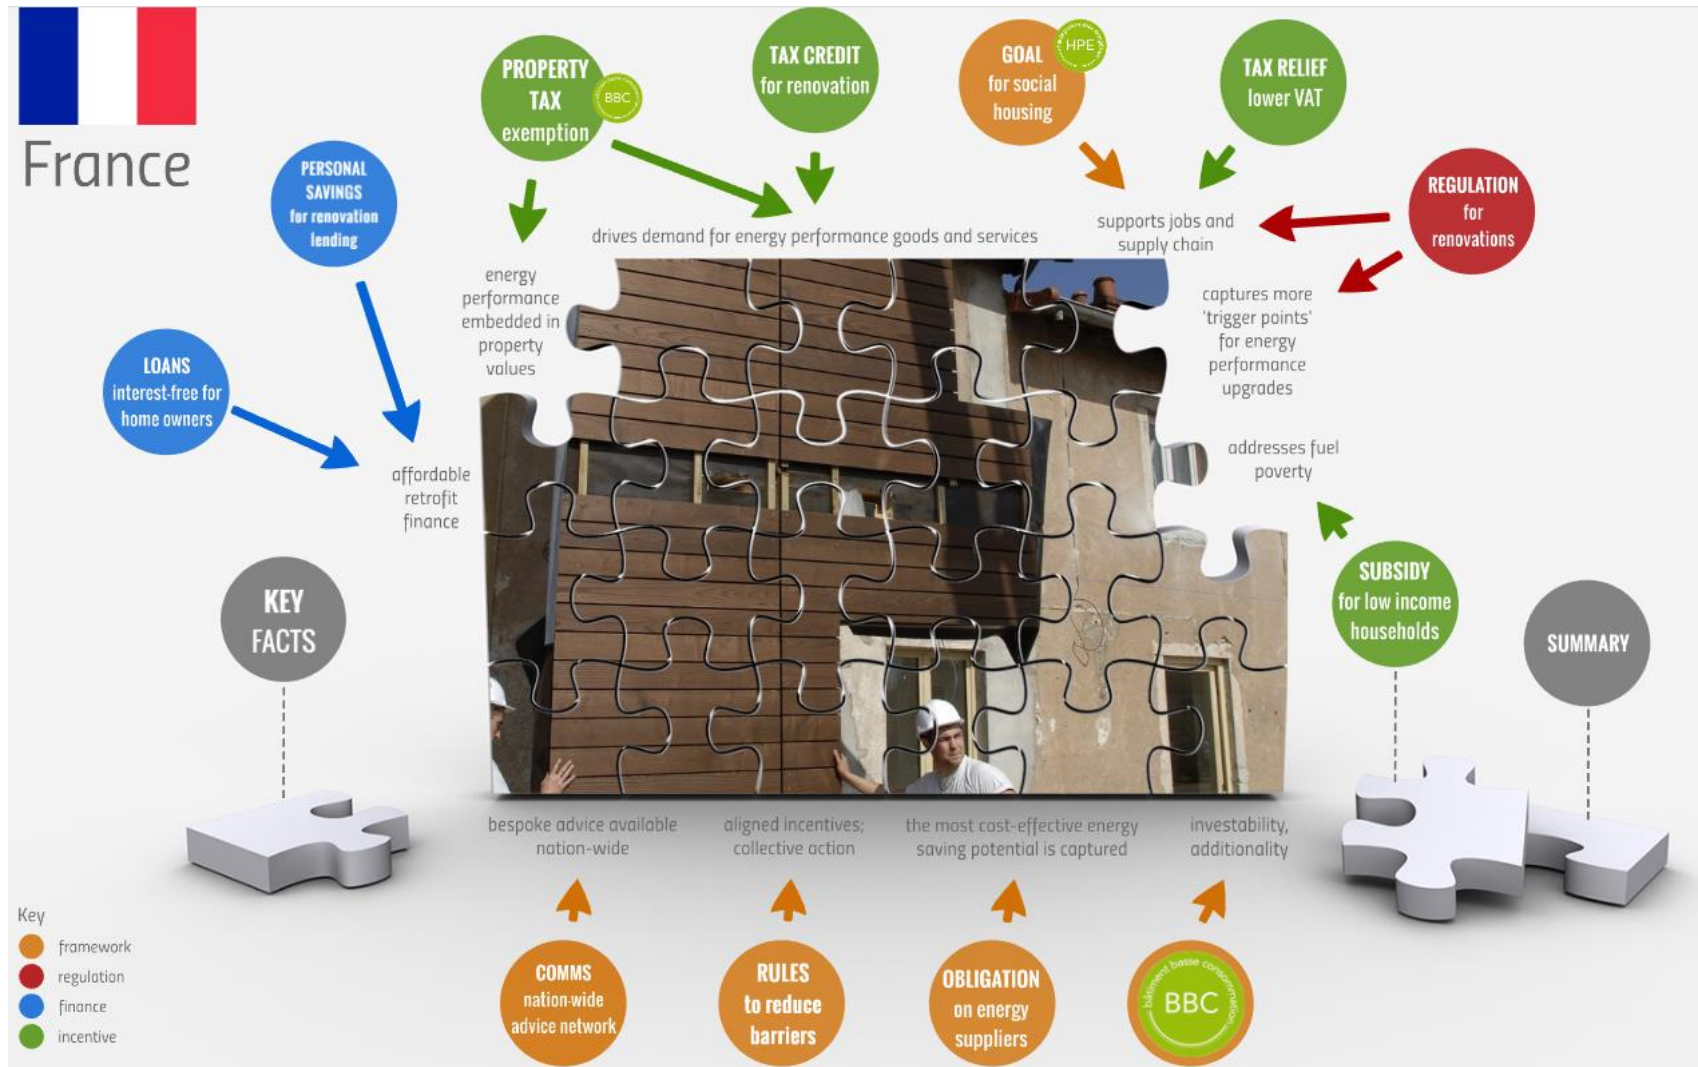 France
PROPERTY
TAX
exemption
BBC
TAX CREDIT
for renovation
GOAL
for social
housing
HPE
TAX RELIEF
lower VAT
PERSONAL
SAVINGS
for renovation
lending
REGULATION
for
renovations
drives demand for energy performance goods and services
supports jobs and
supply chain
energy
performance
embedded in
property
values
captures more
'trigger points'
for energy
performance
upgrades
LOANS
interest-free for
home owners
affordable
retrofit
finance
addresses fuel
poverty
KEY
FACTS
SUBSIDY
for low income
households
SUMMARY
bespoke advice available
nation-wide
aligned incentives;
collective action
the most cost-effective energy
saving potential is captured
investability,
additionality
Key
framework
regulation
finance
incentive
COMMS
nation-wide
advice network
RULES
to reduce
barriers
OBLIGATION
on energy
suppliers
bâtiment basse consommation
BBC